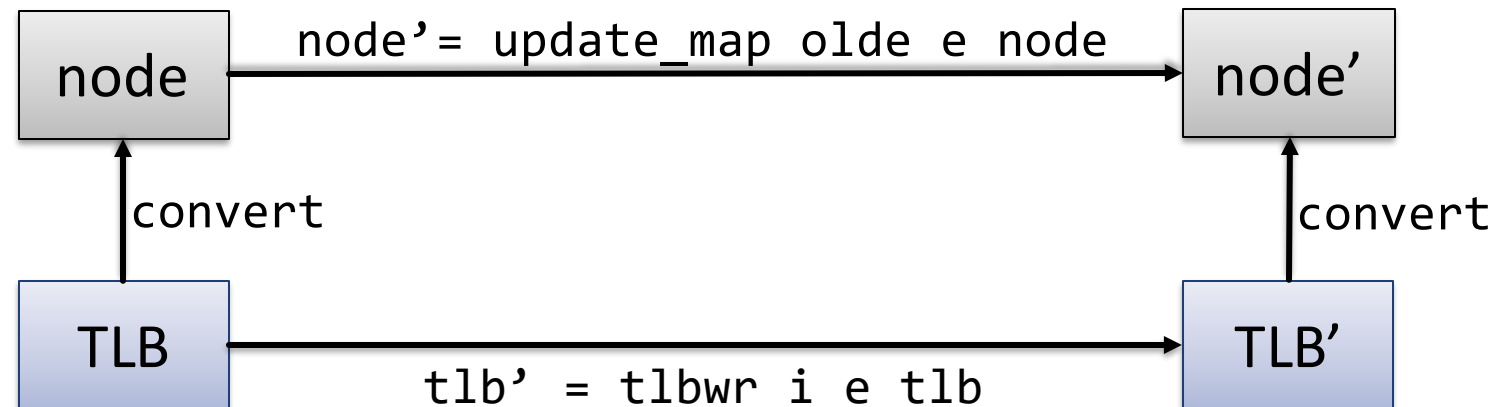 node’= update_map olde e node
node
node’
convert
convert
TLB
TLB’
tlb’ = tlbwr i e tlb